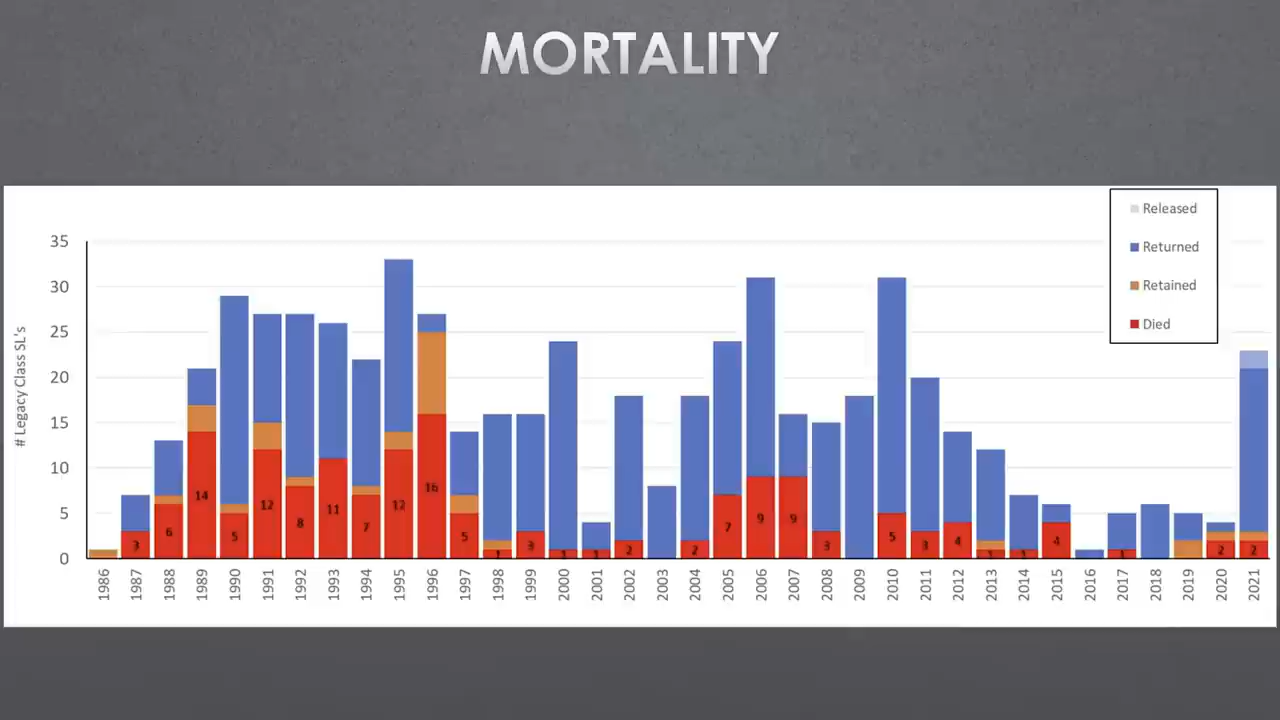 MORTALITY
Released
Returned
Retained
Died
# Legacy Class SL's
35
30
25
20
15
10
5
0
3 6 14 5 12 8 11 7 12 16 5 1 3 1 1 2 2 7 9 9 3 5 3 4 1 1 4 1 2 2
1986 1987 1988 1989 1990 1991 1992 1993 1994 1995 1996 1997 1998 1999 2000 2001 2002 2003 2004 2005 2006 2007 2008 2009 2010 2011 2012 2013 2014 2015 2016 2017 2018 2019 2020 2021